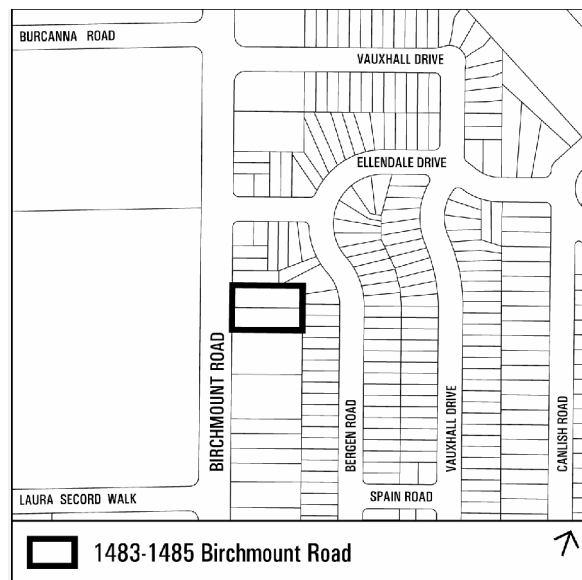 BURCANNA ROAD
VAUXHALL DRIVE
ELLENDALE DRIVE
BIRCHMOUNT ROAD
BERGEN ROAD
VAUXHALL DRIVE
CANLISH ROAD
LAURA SECORD WALK
SPAIN ROAD
1483-1485 Birchmount Road